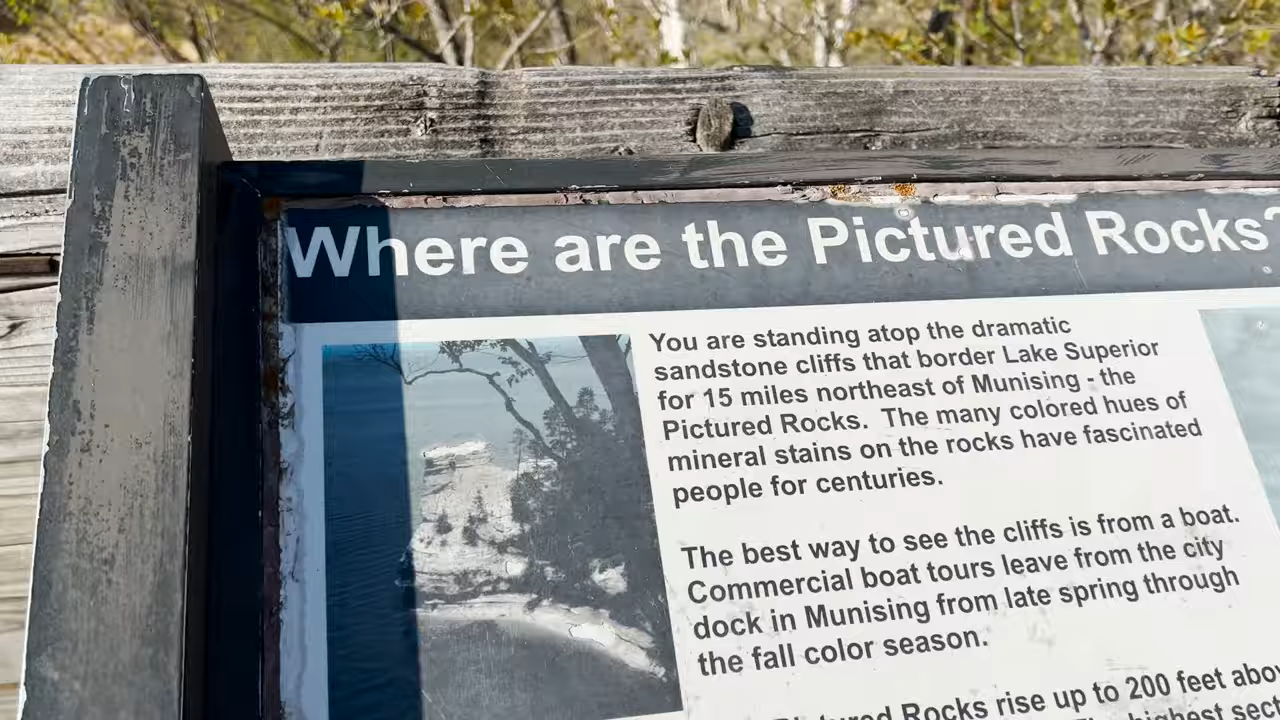 Where are the Pictured Rocks?
You are standing atop the dramatic
sandstone cliffs that border Lake Superior
for 15 miles northeast of Munising - the
Pictured Rocks. The many colored hues of
mineral stains on the rocks have fascinated
people for centuries.
The best way to see the cliffs is from a boat.
Commercial boat tours leave from the city
dock in Munising from late spring through
the fall color season.
Rocks rise up to 200 feet
highest